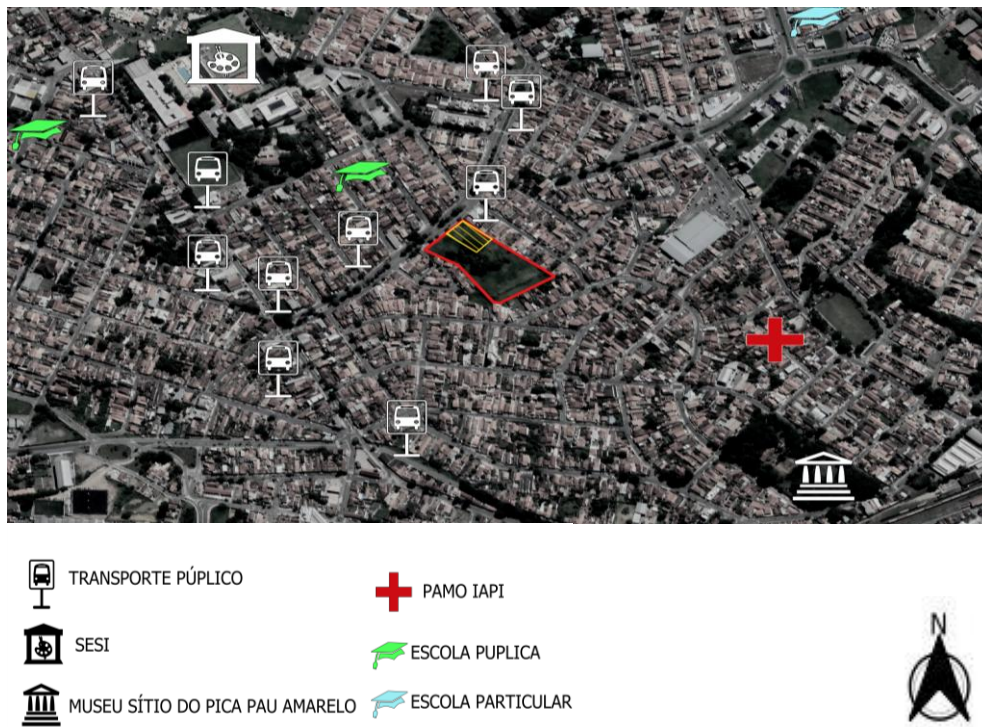 TRANSPORTE PÚPLICO
SESI
MUSEU SÍTIO DO PICA PAU AMARELO
PAMO IAPI
ESCOLA PUPLICA
ESCOLA PARTICULAR
N